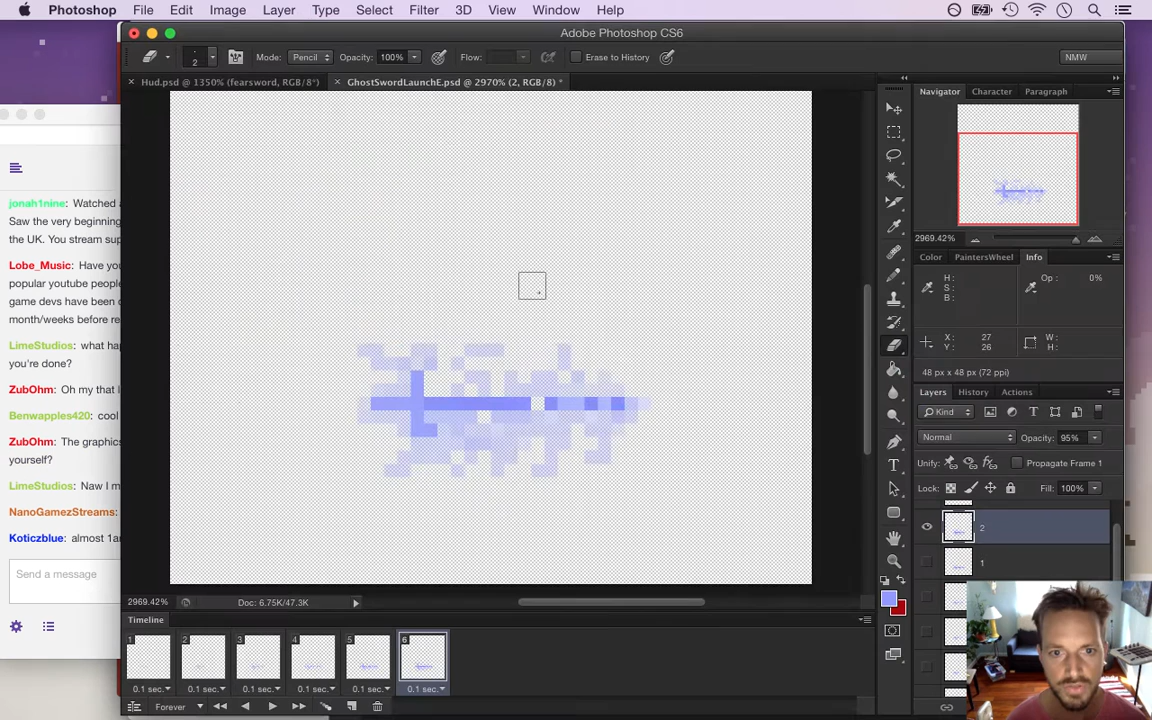 Photoshop File Edit Image Layer Type Select Filter 3D View Window Help
Adobe Photoshop CS6
2 Mode: Pencil Opacity: 100% Flow: Erase to History NMW
Hud.psd @ 1350% (fearsword, RGB/8*) GhostSwordLaunchE.psd @ 2970% (2, RGB/8) *
Navigator Character Paragraph
2969.42%
Color PaintersWheel Info
H: Op: 0%
S:
B:
X: 27 W:
Y: 26 H:
48 px x 48 px (72 ppi)
Layers History Actions
Kind
Normal Opacity: 95%
Unify: Propagate Frame 1
Lock: Fill: 100%
2
1
jonah1nine: Watched
Saw the very beginning
the UK. You stream
Lobe_Music: Have
popular youtube
game devs have been
month/weeks before
LimeStudios: what
you're done?
ZubOhm: Oh my that
Benwapples420: cool
ZubOhm: The graphics
yourself?
LimeStudios: Naw I m
NanoGamezStreams:
Koticzblue: almost
Send a message
2969.42% Doc: 6.75K/47.3K
Timeline
1 2 3 4 5 6
0.1 sec. 0.1 sec. 0.1 sec. 0.1 sec. 0.1 sec. 0.1 sec.
Forever